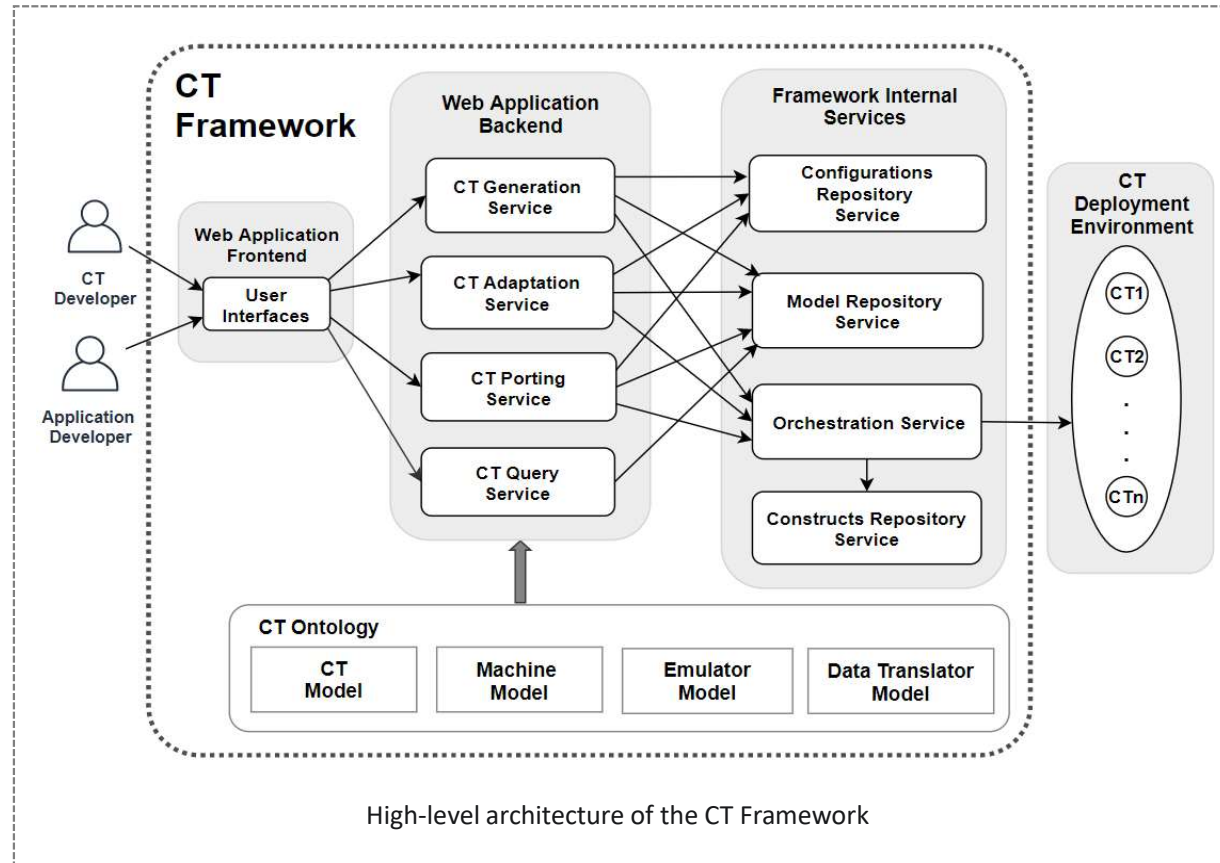 CT
Framework
CT
Developer
Application
Developer
Web Application
Frontend
User
Interfaces
Web Application
Backend
CT Generation
Service
CT Adaptation
Service
CT Porting
Service
CT Query
Service
Framework Internal
Services
Configurations
Repository
Service
Model Repository
Service
Orchestration Service
Constructs Repository
Service
CT
Deployment
Environment
CT1
CT2
.
.
.
CTn
CT Ontology
CT
Model
Machine
Model
Emulator
Model
Data Translator
Model
High-level architecture of the CT Framework